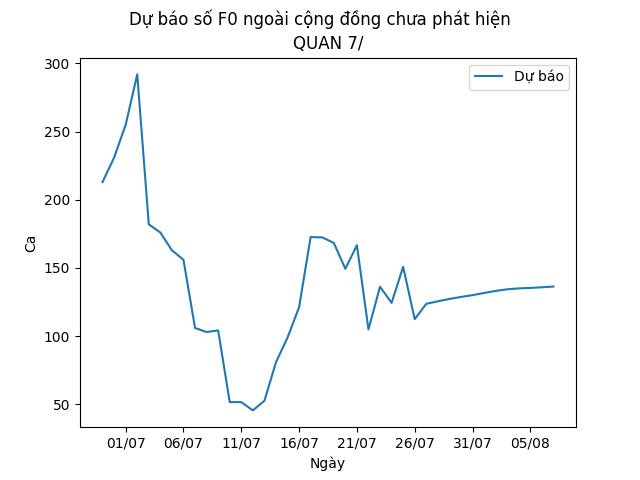 Dự báo số F0 ngoài cộng đồng chưa phát hiện
QUAN 7/
Dự báo
300
250
200
150
100
50
Ca
01/07 06/07 11/07 16/07 21/07 26/07 31/07 05/08
Ngày